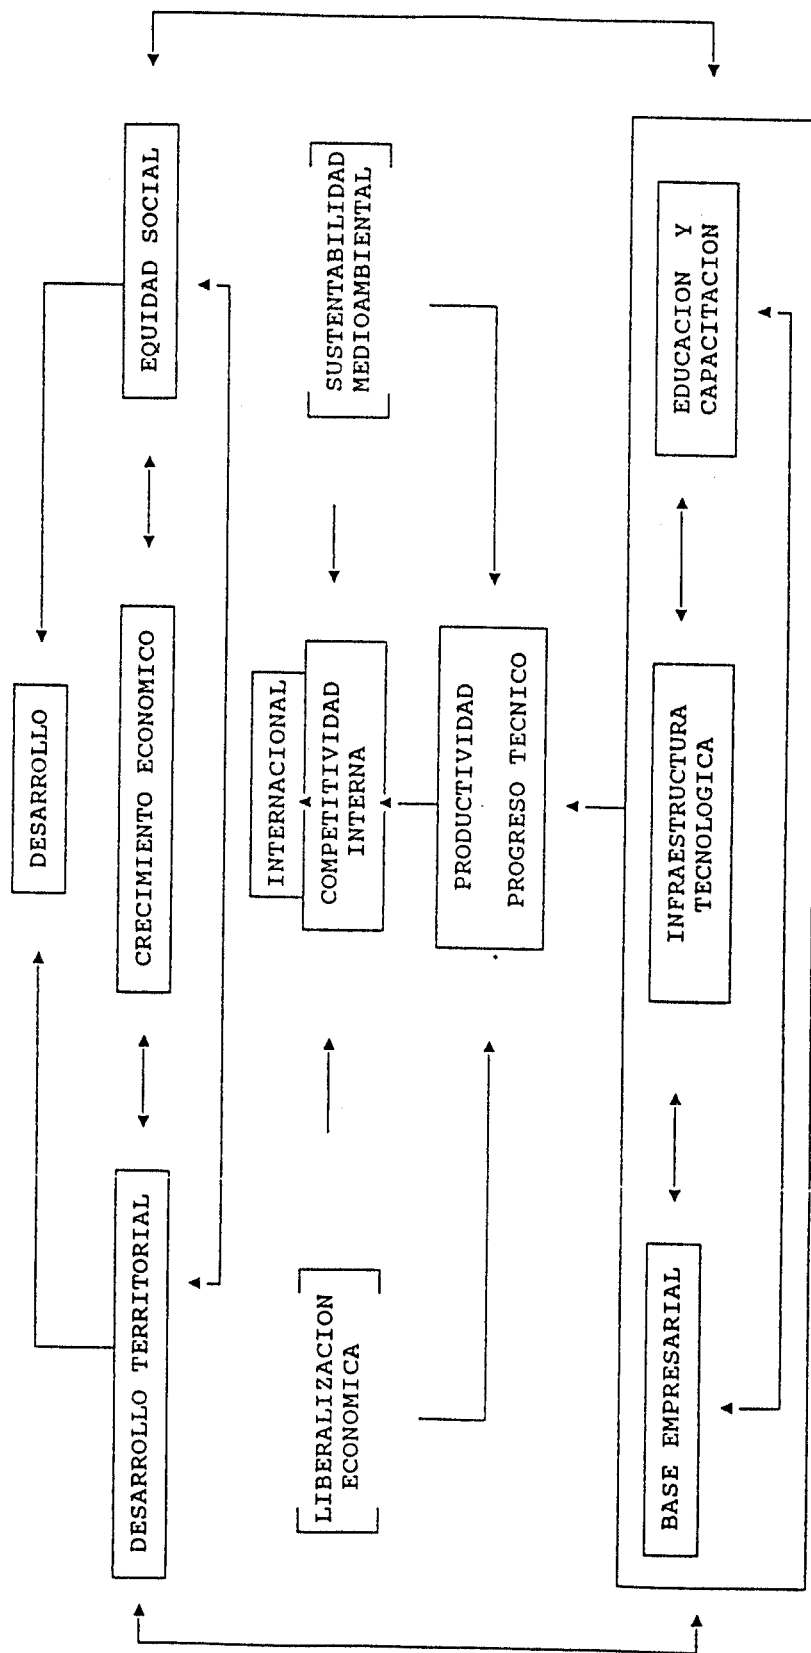 DESARROLLO
DESARROLLO TERRITORIAL
CRECIMIENTO ECONOMICO
EQUIDAD SOCIAL
INTERNACIONAL
LIBERALIZACION
ECONOMICA
COMPETITIVIDAD
INTERNA
SUSTENTABILIDAD
MEDIOAMBIENTAL
PRODUCTIVIDAD
PROGRESO TECNICO
BASE EMPRESARIAL
INFRAESTRUCTURA
TECNOLOGICA
EDUCACION Y
CAPACITACION